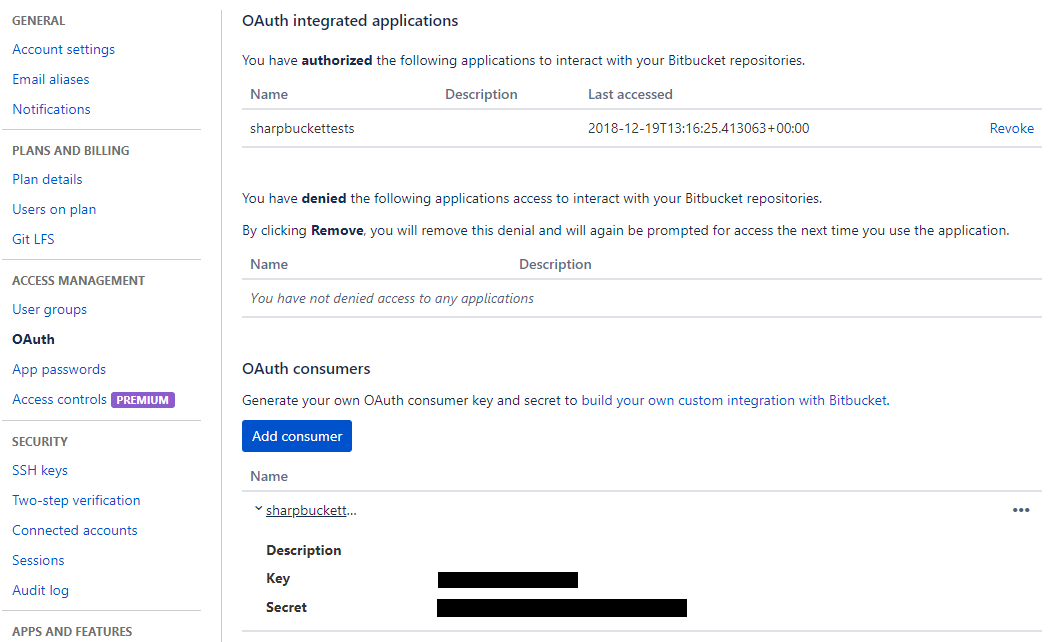 GENERAL
Account settings
Email aliases
Notifications
PLANS AND BILLING
Plan details
Users on plan
Git LFS
ACCESS MANAGEMENT
User groups
OAuth
App passwords
Access controls PREMIUM
SECURITY
SSH keys
Two-step verification
Connected accounts
Sessions
Audit log
APPS AND FEATURES
OAuth integrated applications
You have authorized the following applications to interact with your Bitbucket repositories.
Name Description Last accessed
sharpbuckettests 2018-12-19T13:16:25.413063+00:00 Revoke
You have denied the following applications access to interact with your Bitbucket repositories.
By clicking Remove, you will remove this denial and will again be prompted for access the next time you use the application.
Name Description
You have not denied access to any applications
OAuth consumers
Generate your own OAuth consumer key and secret to build your own custom integration with Bitbucket.
Add consumer
Name
sharpbuckett...
Description
Key
Secret